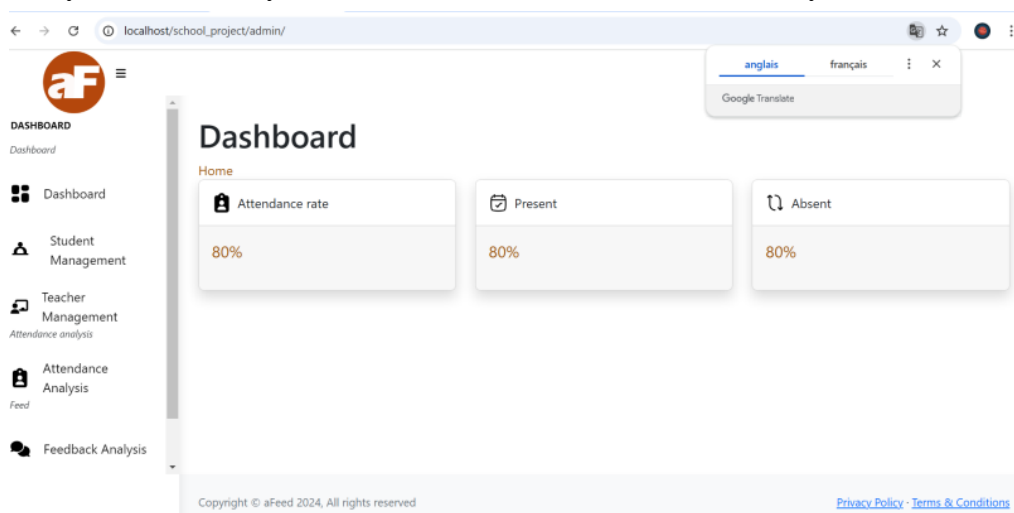 localhost/school_project/admin/
anglais français
Google Translate
aF
DASHBOARD
Dashboard
Dashboard
Student
Management
Teacher
Management
Attendance analysis
Attendance
Analysis
Feed
Feedback Analysis
Dashboard
Home
Attendance rate
80%
Present
80%
Absent
80%
Copyright © aFeed 2024, All rights reserved
Privacy Policy · Terms & Conditions